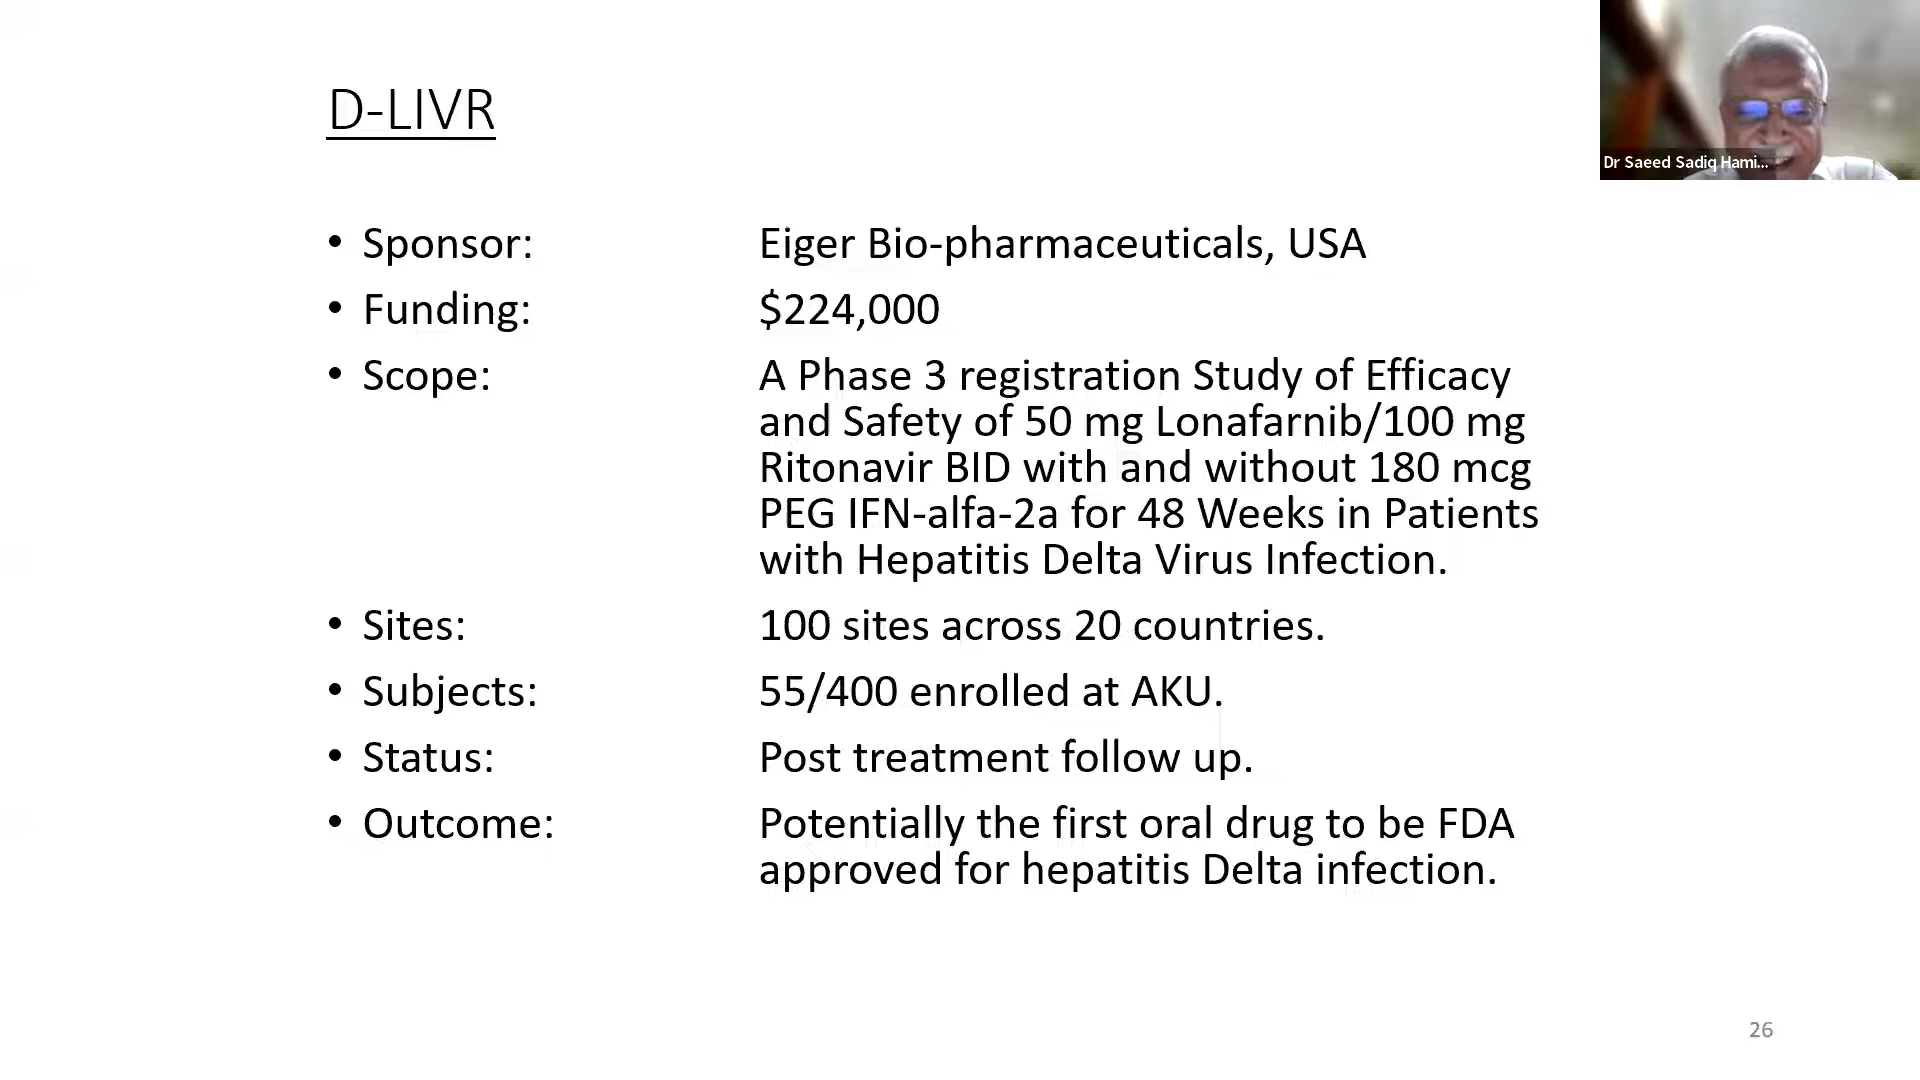 D-LIVR
Dr Saeed Sadiq Hami...
• Sponsor: Eiger Bio-pharmaceuticals, USA
• Funding: $224,000
• Scope: A Phase 3 registration Study of Efficacy
and Safety of 50 mg Lonafarnib/100 mg
Ritonavir BID with and without 180 mcg
PEG IFN-alfa-2a for 48 Weeks in Patients
with Hepatitis Delta Virus Infection.
• Sites: 100 sites across 20 countries.
• Subjects: 55/400 enrolled at AKU.
• Status: Post treatment follow up.
• Outcome: Potentially the first oral drug to be FDA
approved for hepatitis Delta infection.
26